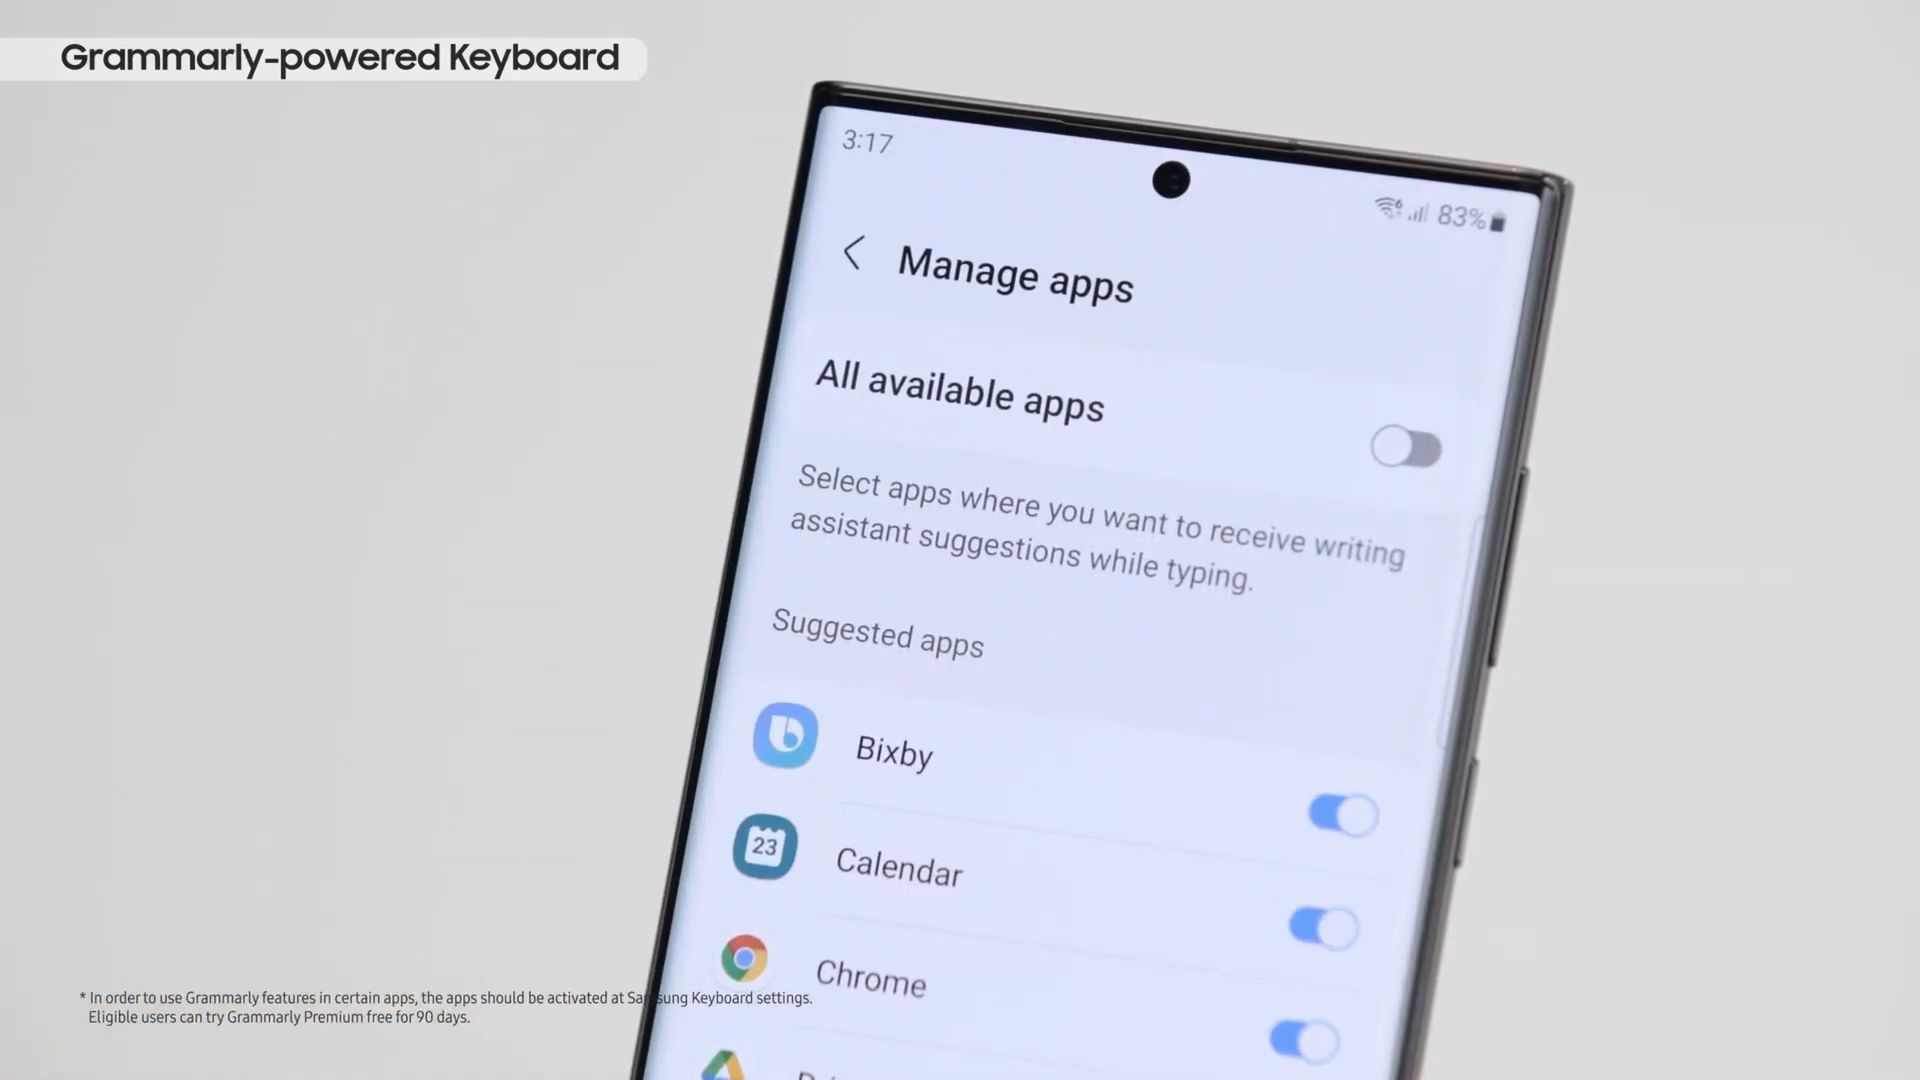 Grammarly-powered Keyboard
3:17
83%
Manage apps
All available apps
Select apps where you want to receive writing
assistant suggestions while typing.
Suggested apps
Bixby
23
Calendar
Chrome
* In order to use Grammarly features in certain apps, the apps should be activated at Samsung Keyboard settings.
Eligible users can try Grammarly Premium free for 90 days.